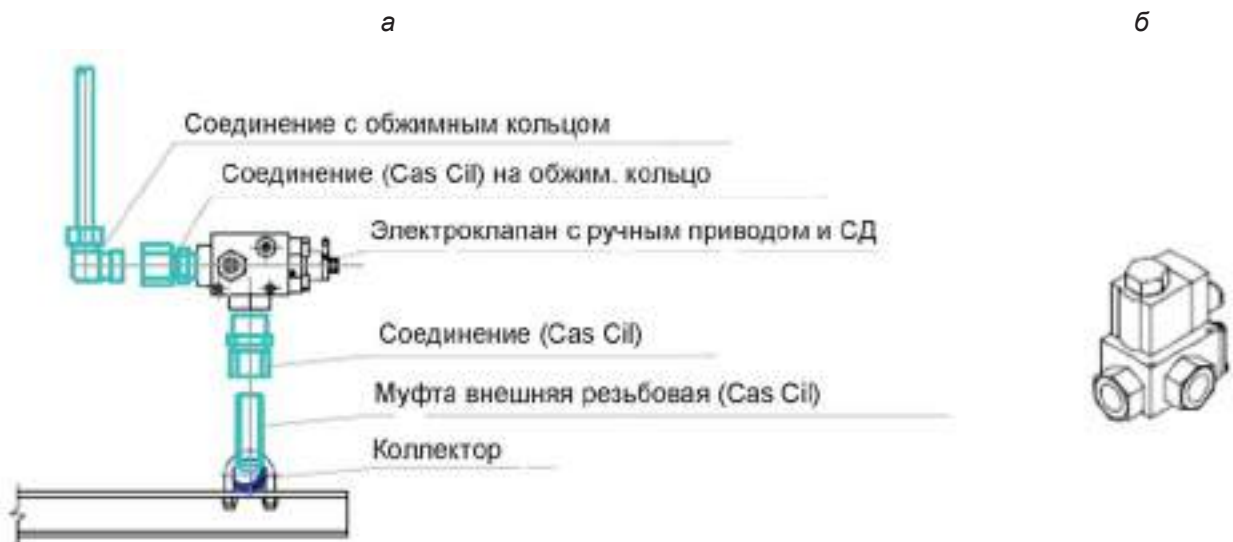 а
б
Соединение с обжимным кольцом
Соединение (Cas Cil) на обжим. кольцо
Электроклапан с ручным приводом и СД
Соединение (Cas Cil)
Муфта внешняя резьбовая (Cas Cil)
Коллектор